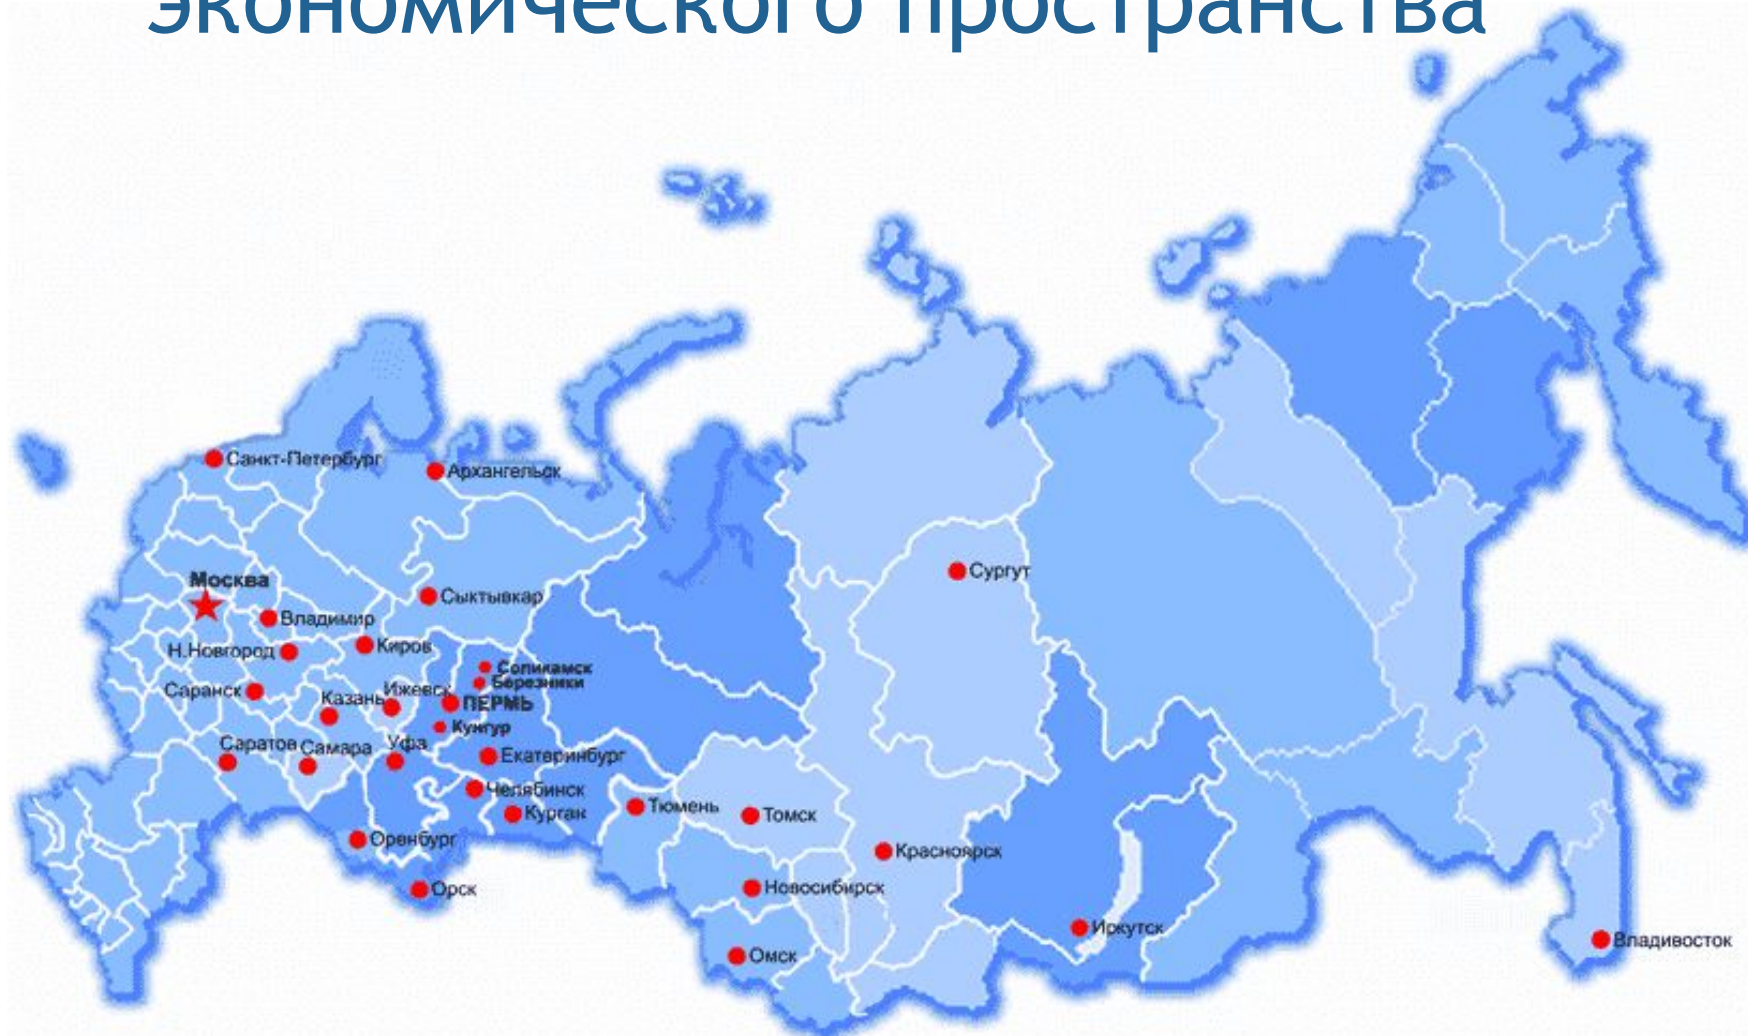 экономического пространства
Санкт-Петербург
Архангельск
Сургут
Москва
Сыктывкар
Владимир
Киров
Н.Новгород
Соликамск
Березники
Саранск
Ижевск
Казань
ПЕРМЬ
Кунгур
Саратов
Самара
Уфа
Екатеринбург
Челябинск
Тюмень
Курган
Томск
Оренбург
Красноярск
Орск
Новосибирск
Иркутск
Владивосток
Омск